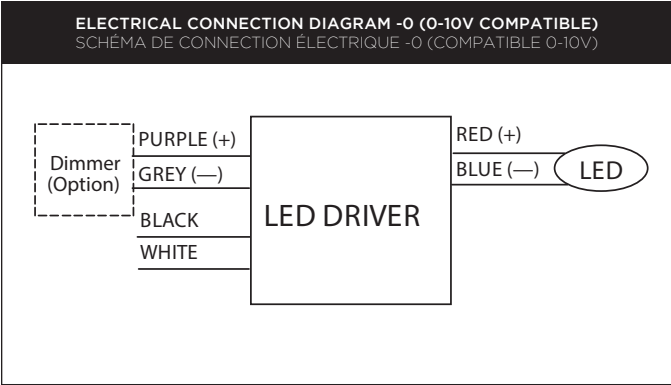 ELECTRICAL CONNECTION DIAGRAM -0 (0-10V COMPATIBLE)
SCHÉMA DE CONNECTION ÉLECTRIQUE -0 (COMPATIBLE 0-10V)
Dimmer
(Option)
PURPLE (+)
GREY (—)
BLACK
WHITE
LED DRIVER
RED (+)
BLUE (—)
LED